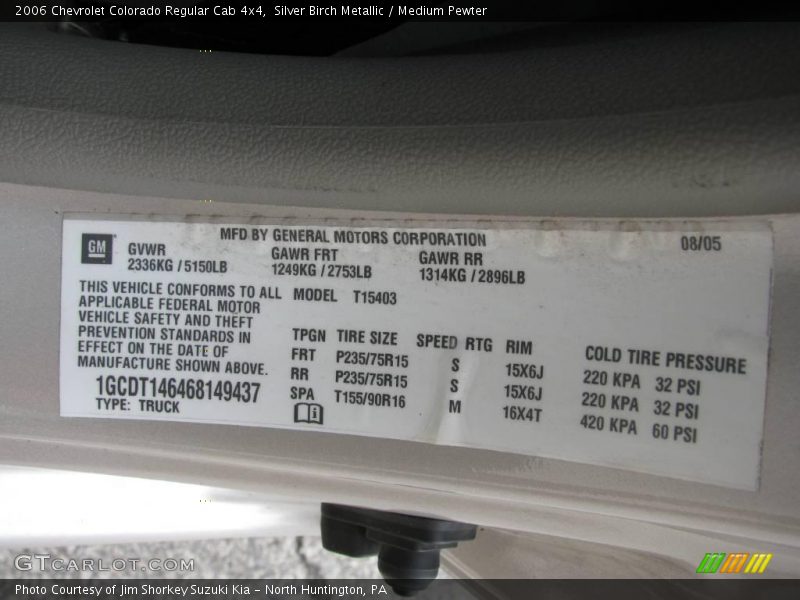 2006 Chevrolet Colorado Regular Cab 4x4, Silver Birch Metallic / Medium Pewter
GM
MFD BY GENERAL MOTORS CORPORATION 08/05
GVWR GAWR FRT GAWR RR
2336KG / 5150LB 1249KG / 2753LB 1314KG / 2896LB
THIS VEHICLE CONFORMS TO ALL
APPLICABLE FEDERAL MOTOR
VEHICLE SAFETY AND THEFT
PREVENTION STANDARDS IN
EFFECT ON THE DATE OF
MANUFACTURE SHOWN ABOVE.
1GCDT146468149437
TYPE: TRUCK
MODEL T15403
TPGN TIRE SIZE SPEED RTG RIM COLD TIRE PRESSURE
FRT P235/75R15 S 15X6J 220 KPA 32 PSI
RR P235/75R15 S 15X6J 220 KPA 32 PSI
SPA T155/90R16 M 16X4T 420 KPA 60 PSI
GTCARLOT.COM
Photo Courtesy of Jim Shorkey Suzuki Kia - North Huntington, PA